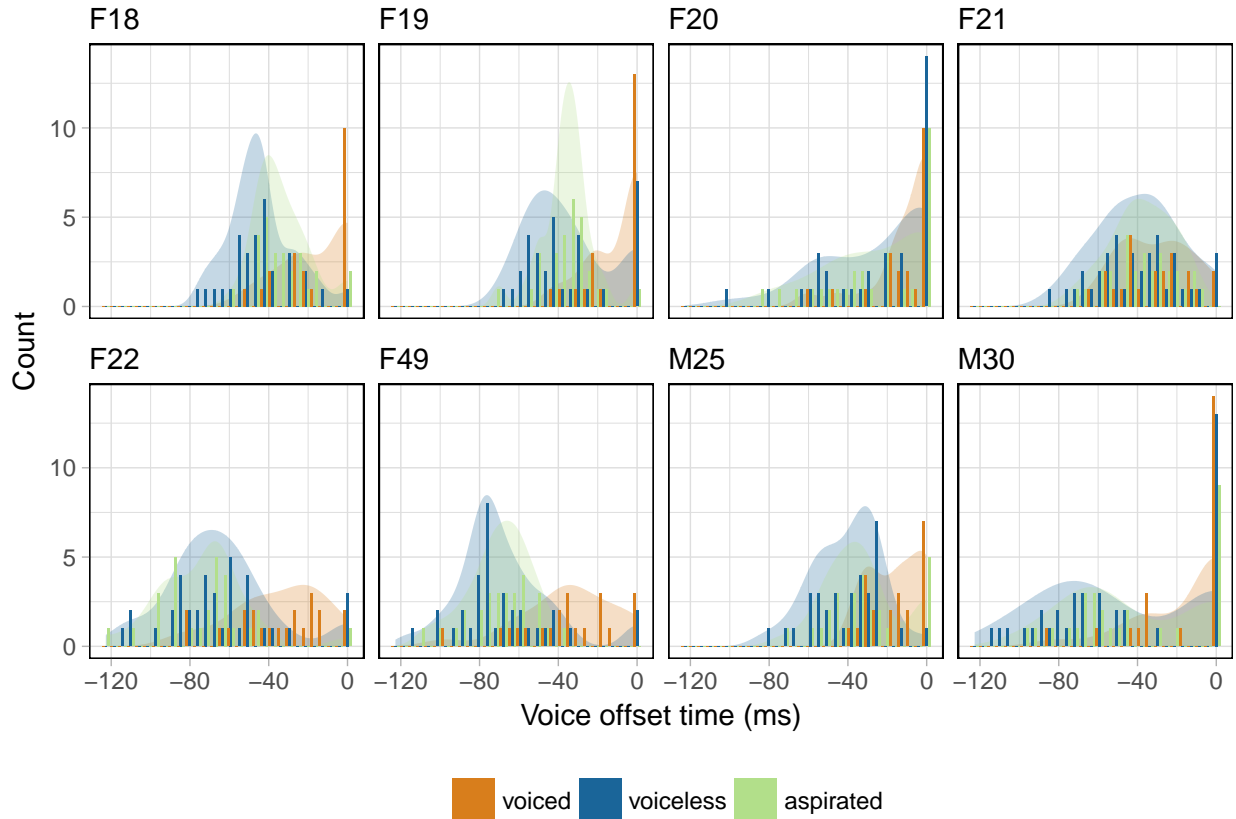 F18 F19 F20 F21
10
5
0
Count
F22 F49 M25 M30
10
5
0
−120 −80 −40 0 −120 −80 −40 0 −120 −80 −40 0 −120 −80 −40 0
Voice offset time (ms)
voiced voiceless aspirated